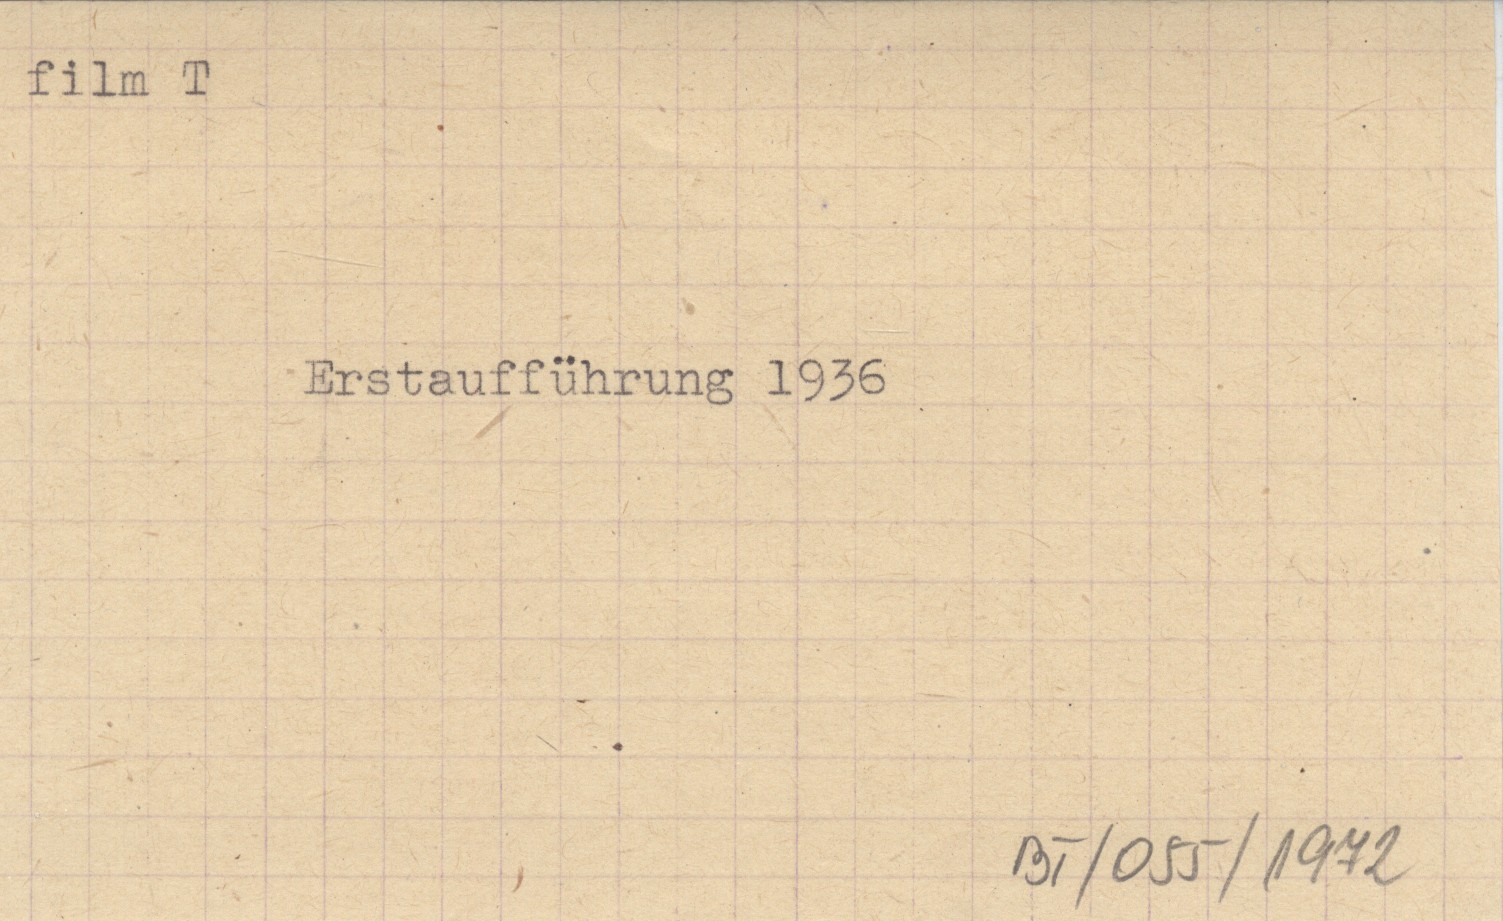 film T
Erstaufführung 1936
BI/055/1972